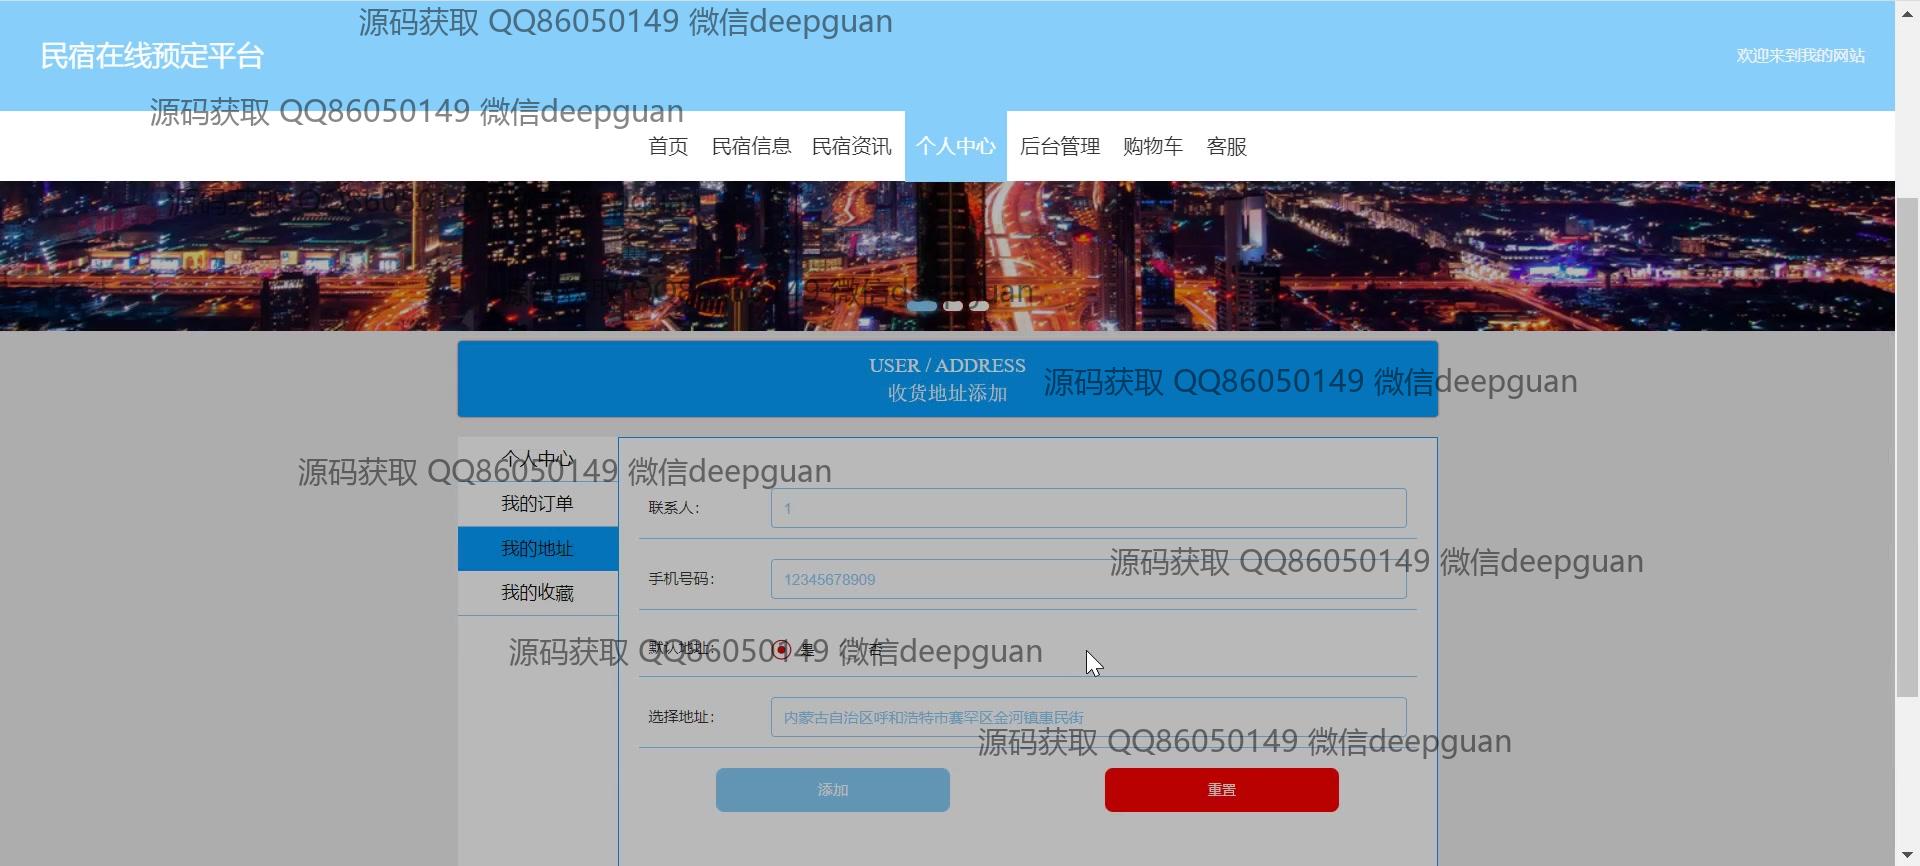 源码获取 QQ86050149 微信deepguan
民宿在线预定平台
欢迎来到我的网站
源码获取 QQ86050149 微信deepguan
首页 民宿信息 民宿资讯 个人中心 后台管理 购物车 客服
源码获取 QQ86050149 微信deepguan
源码获取 QQ86050149 微信deepguan
USER / ADDRESS
收货地址添加
源码获取 QQ86050149 微信deepguan
个人中心
源码获取 QQ86050149 微信deepguan
我的订单
我的地址
我的收藏
联系人: 1
源码获取 QQ86050149 微信deepguan
手机号码: 12345678909
默认地址: 是 否
源码获取 QQ86050149 微信deepguan
选择地址: 内蒙古自治区呼和浩特市赛罕区金河镇惠民街
源码获取 QQ86050149 微信deepguan
添加 重置